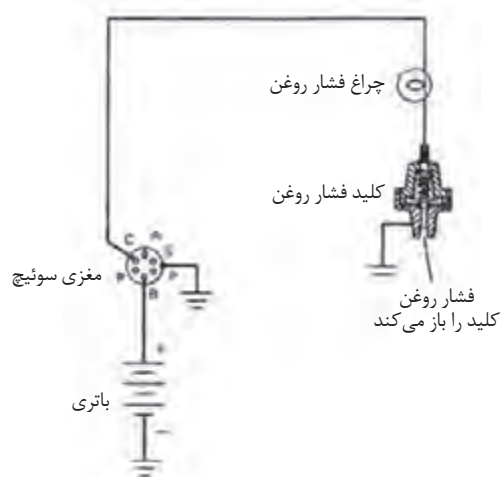 چراغ فشار روغن
کلید فشار روغن
فشار روغن
کلید را باز می‌کند
مغزی سوئیچ
باتری
C
A
B
+
–